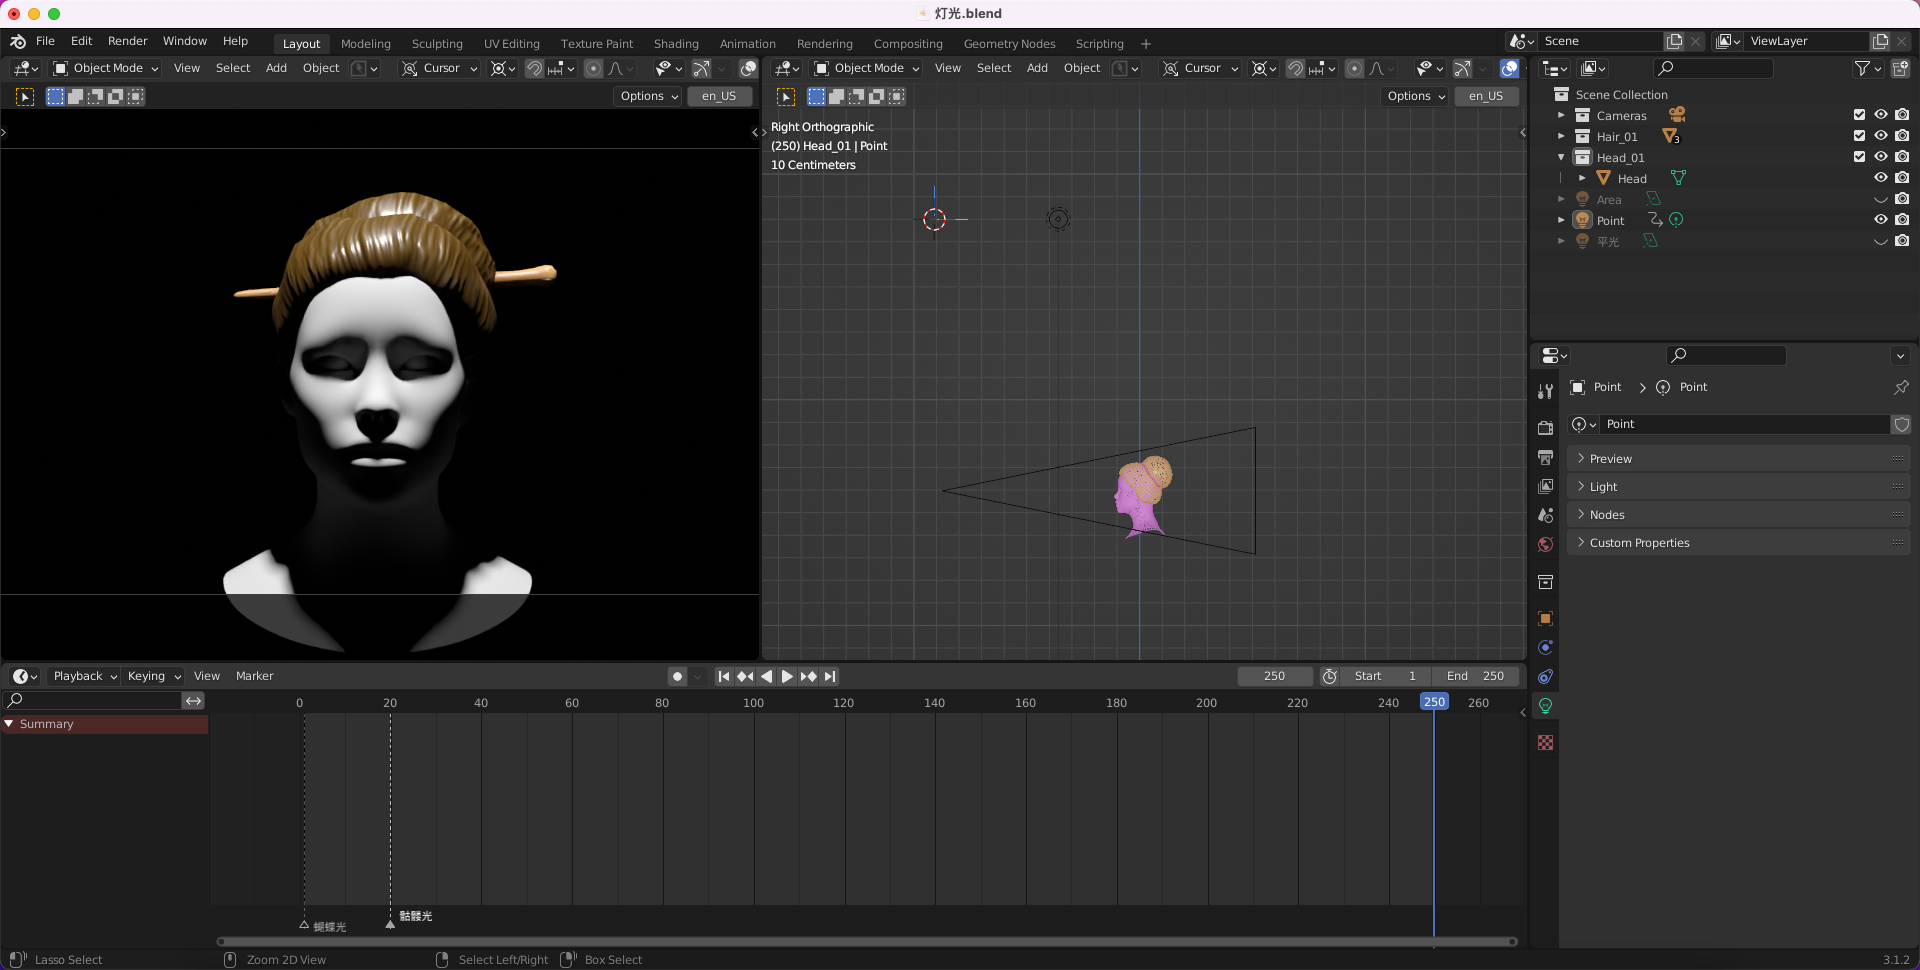 灯光.blend
File Edit Render Window Help
Layout Modeling Sculpting UV Editing Texture Paint Shading Animation Rendering Compositing Geometry Nodes Scripting +
Scene
ViewLayer
Object Mode View Select Add Object Cursor
Object Mode View Select Add Object Cursor
Options en_US
Options en_US
Right Orthographic
(250) Head_01 | Point
10 Centimeters
Scene Collection
Cameras
Hair_01 3
Head_01
Head
Area
Point
平光
Point Point
Point
Preview
Light
Nodes
Custom Properties
Playback Keying View Marker
250 Start 1 End 250
0 20 40 60 80 100 120 140 160 180 200 220 240 250 260
Summary
骷髅光
蝴蝶光
Lasso Select Zoom 2D View Select Left/Right Box Select 3.1.2